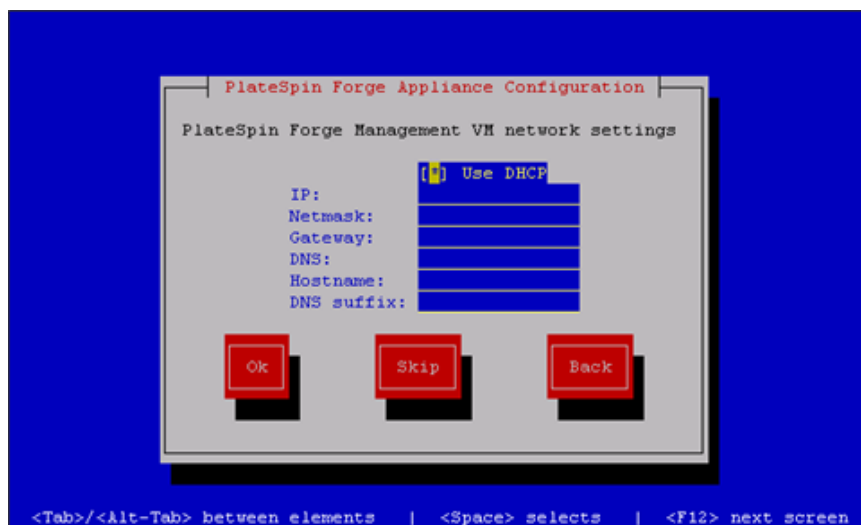 PlateSpin Forge Appliance Configuration
PlateSpin Forge Management VM network settings
[*] Use DHCP
IP:
Netmask:
Gateway:
DNS:
Hostname:
DNS suffix:
Ok Skip Back
<Tab>/<Alt-Tab> between elements | <Space> selects | <F12> next screen